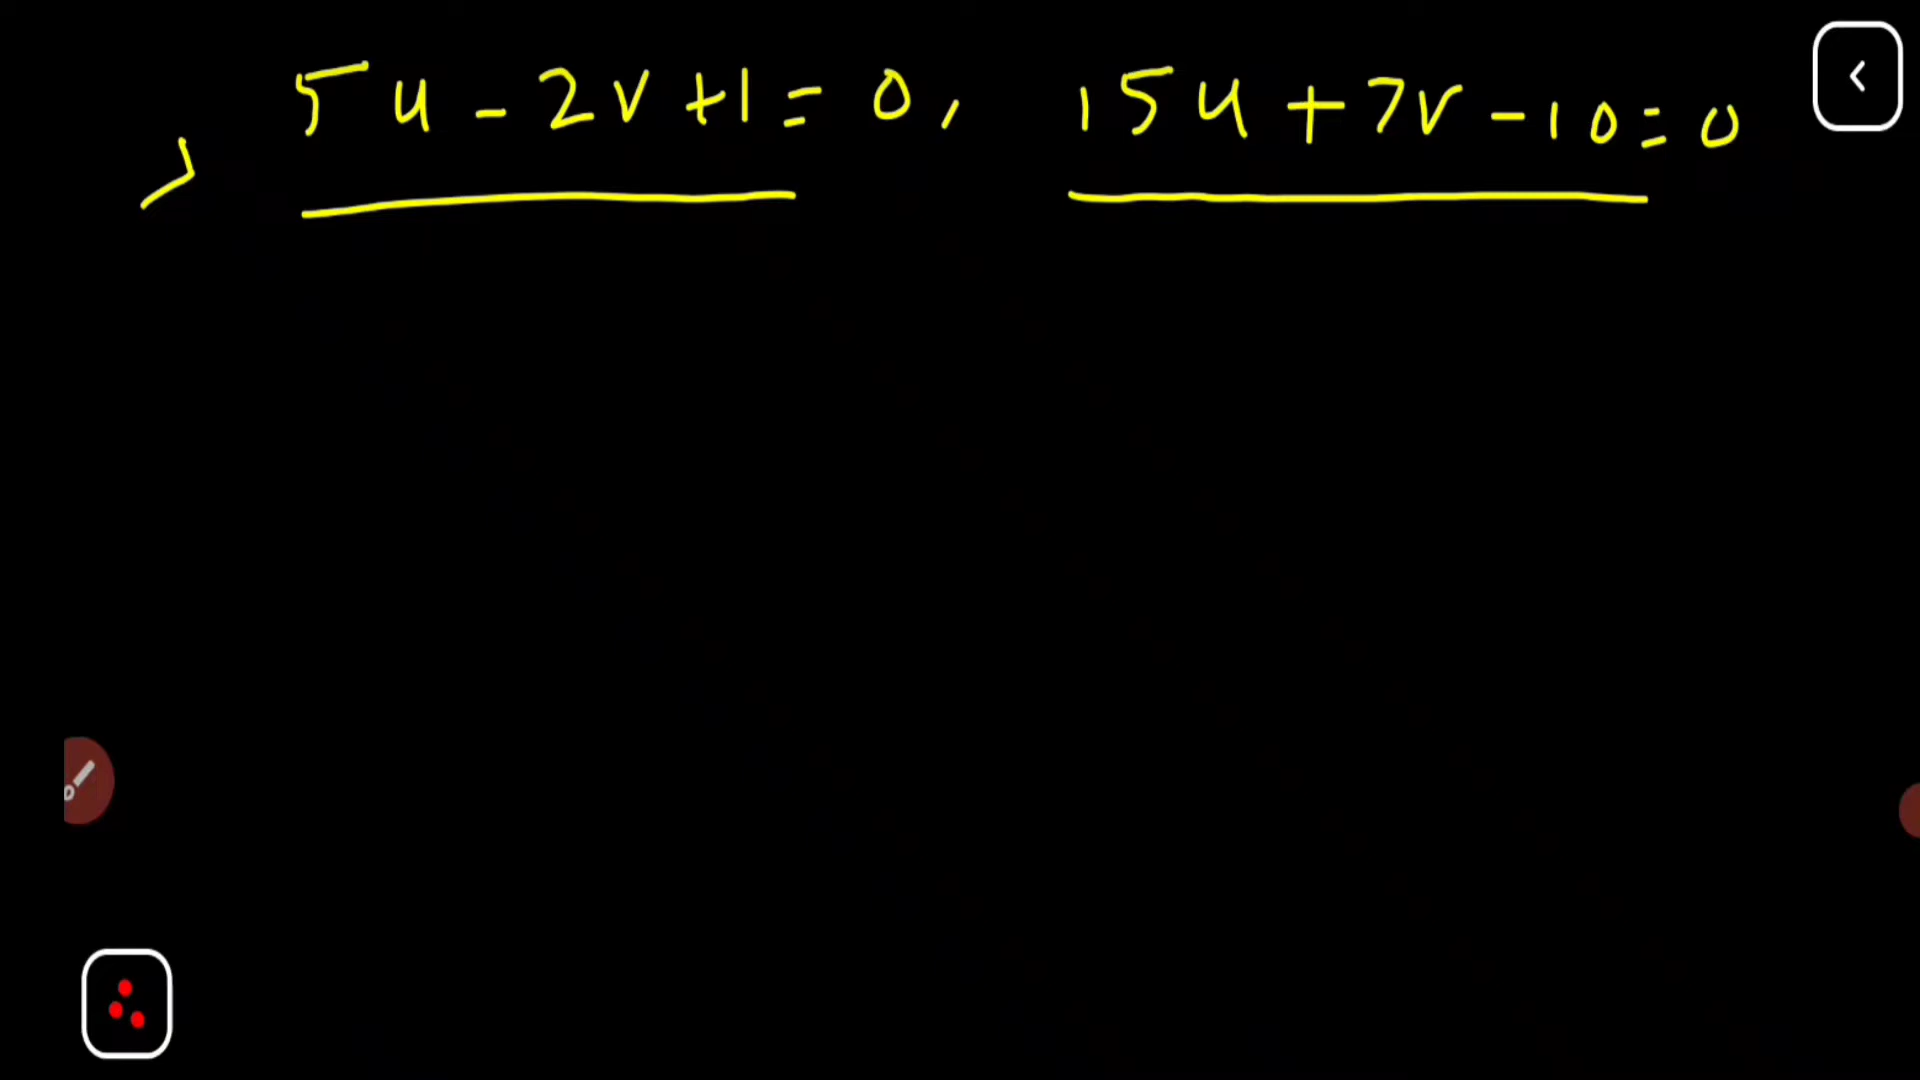 > 5u - 2v + 1 = 0, 15u + 7v - 10 = 0